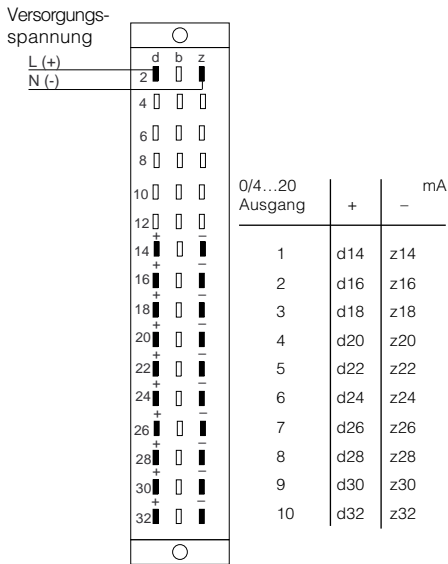 Versorgungs-
spannung
L (+)
N (-)
d b z
2
4
6
8
10
12
+ –
14
+ –
16
+ –
18
+ –
20
+ –
22
+ –
24
+ –
26
+ –
28
+ –
30
+ –
32
0/4...20 mA
Ausgang + –
1 d14 z14
2 d16 z16
3 d18 z18
4 d20 z20
5 d22 z22
6 d24 z24
7 d26 z26
8 d28 z28
9 d30 z30
10 d32 z32